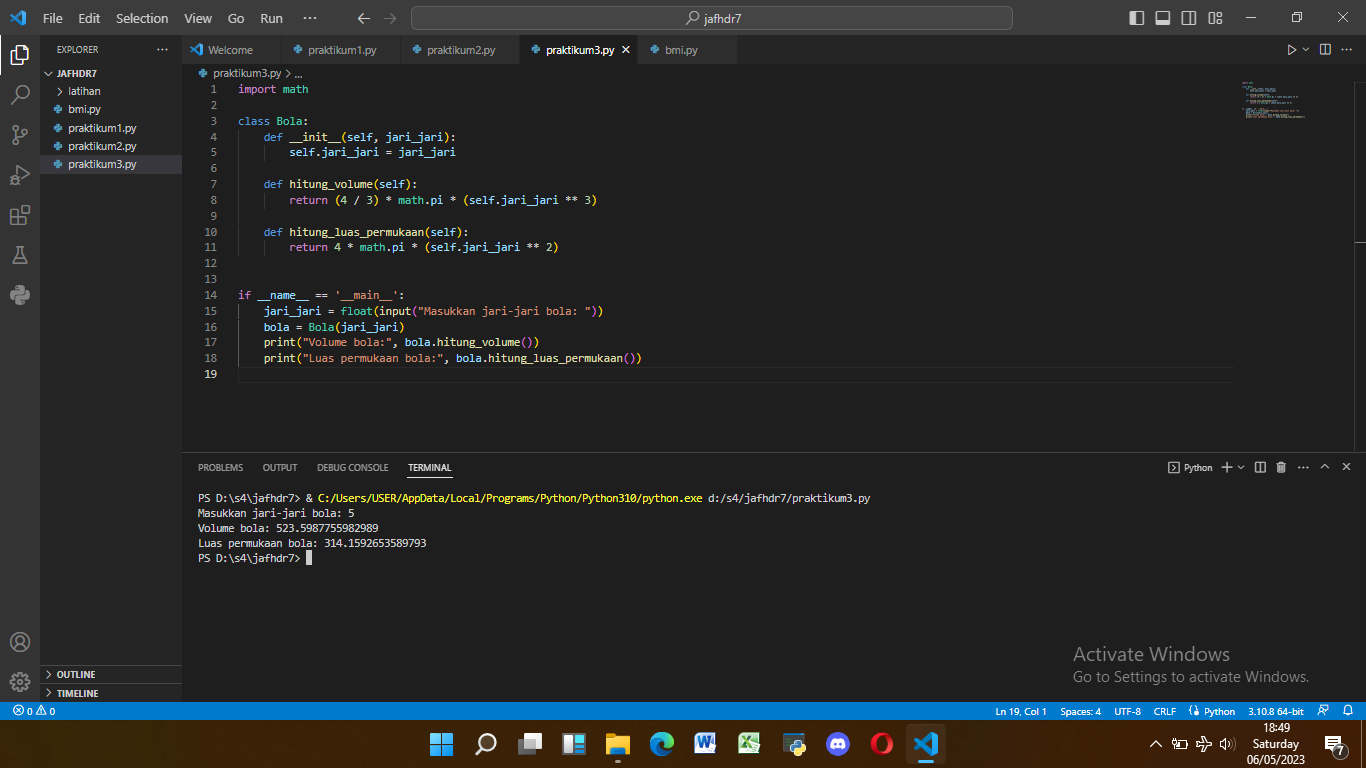 File Edit Selection View Go Run ··· jafhdr7
EXPLORER ···
JAFHDR7
latihan
bmi.py
praktikum1.py
praktikum2.py
praktikum3.py
OUTLINE
TIMELINE
Welcome praktikum1.py praktikum2.py praktikum3.py bmi.py
praktikum3.py > ...
1 import math
2
3 class Bola:
4     def __init__(self, jari_jari):
5         self.jari_jari = jari_jari
6
7     def hitung_volume(self):
8         return (4 / 3) * math.pi * (self.jari_jari ** 3)
9
10     def hitung_luas_permukaan(self):
11         return 4 * math.pi * (self.jari_jari ** 2)
12
13
14 if __name__ == '__main__':
15     jari_jari = float(input("Masukkan jari-jari bola: "))
16     bola = Bola(jari_jari)
17     print("Volume bola:", bola.hitung_volume())
18     print("Luas permukaan bola:", bola.hitung_luas_permukaan())
19
PROBLEMS OUTPUT DEBUG CONSOLE TERMINAL Python
PS D:\s4\jafhdr7> & C:/Users/USER/AppData/Local/Programs/Python/Python310/python.exe d:/s4/jafhdr7/praktikum3.py
Masukkan jari-jari bola: 5
Volume bola: 523.5987755982989
Luas permukaan bola: 314.1592653589793
PS D:\s4\jafhdr7>
Activate Windows
Go to Settings to activate Windows.
0 0 Ln 19, Col 1 Spaces: 4 UTF-8 CRLF Python 3.10.8 64-bit
18:49
Saturday
06/05/2023
7